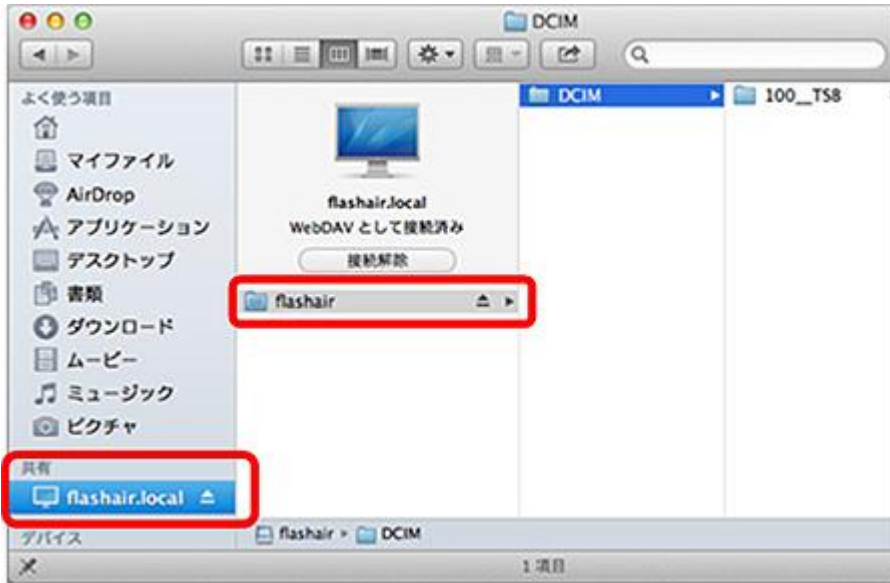 DCIM
よく使う項目
マイファイル
AirDrop
アプリケーション
デスクトップ
書類
ダウンロード
ムービー
ミュージック
ピクチャ
共有
flashair.local
デバイス
flashair.local
WebDAV として接続済み
接続解除
flashair
DCIM
100__TSB
flashair ▸ DCIM
1 項目